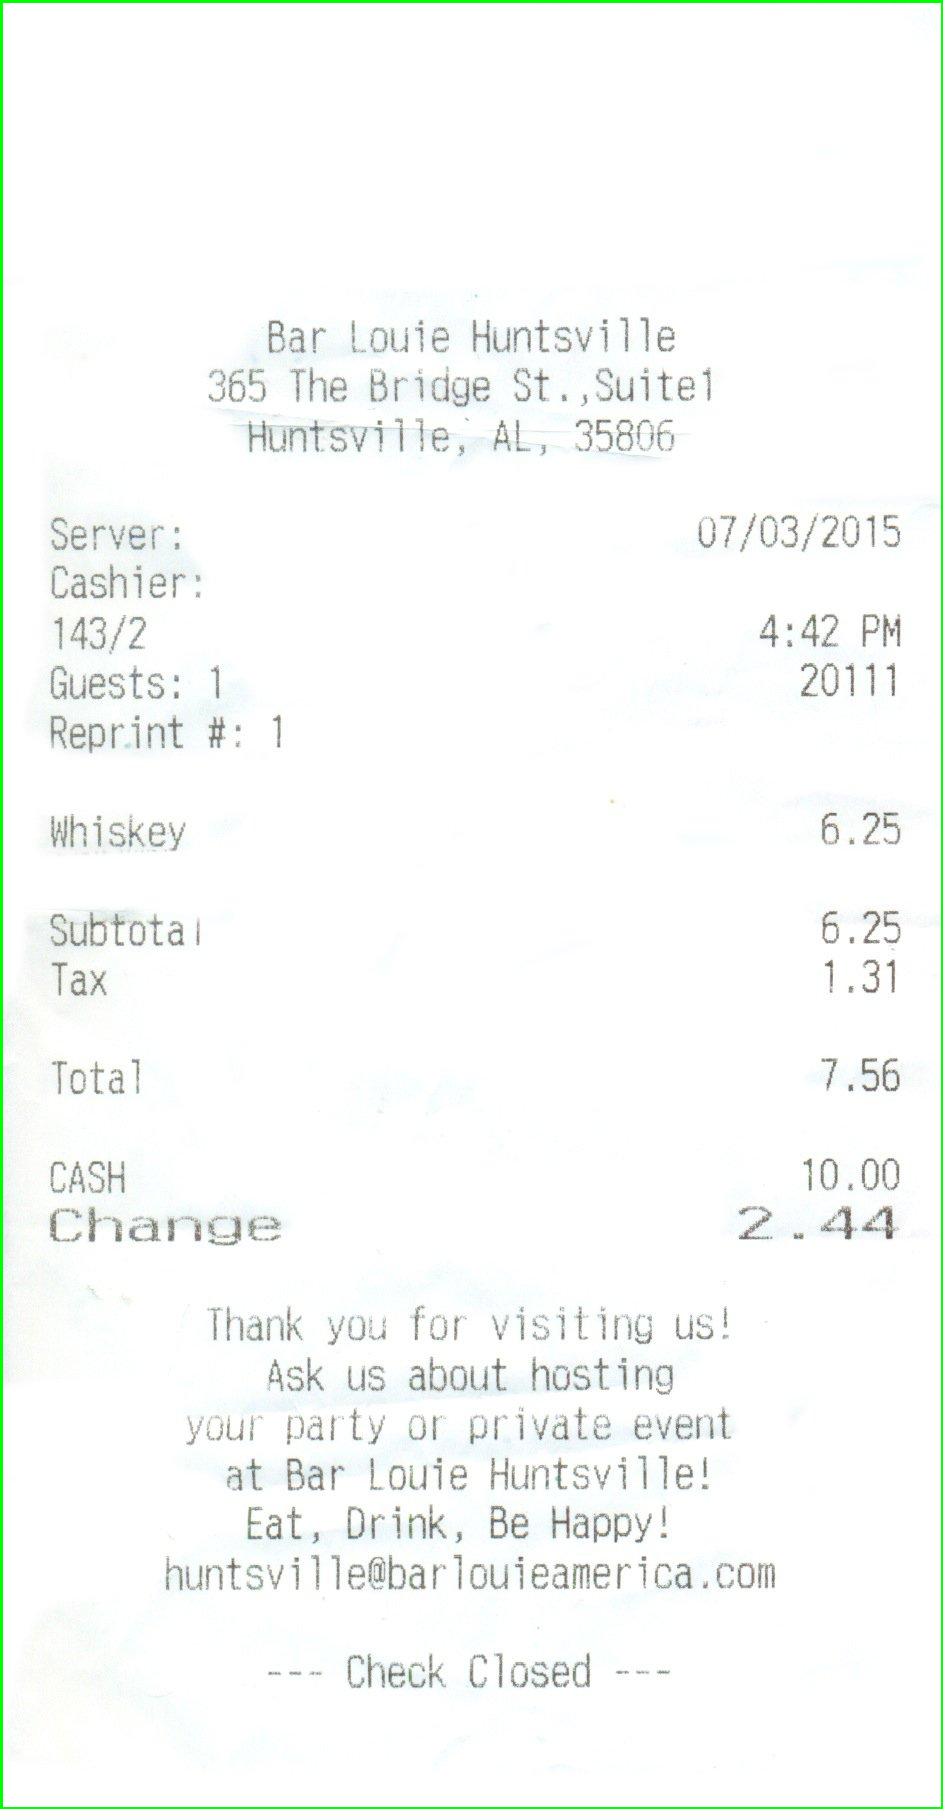 Bar Louie Huntsville
365 The Bridge St.,Suite1
Huntsville, AL, 35806
Server: 07/03/2015
Cashier:
143/2 4:42 PM
Guests: 1 20111
Reprint #: 1
Whiskey 6.25
Subtotal 6.25
Tax 1.31
Total 7.56
CASH 10.00
Change 2.44
Thank you for visiting us!
Ask us about hosting
your party or private event
at Bar Louie Huntsville!
Eat, Drink, Be Happy!
huntsville@barlouieamerica.com
--- Check Closed ---